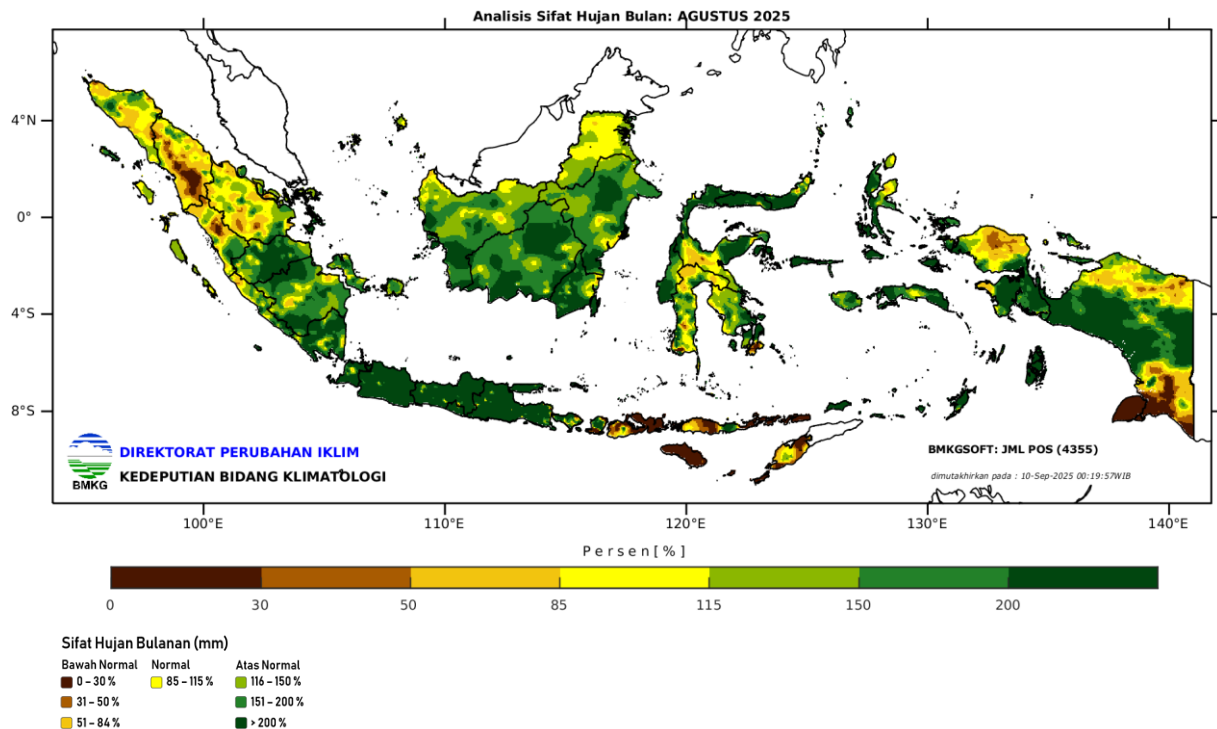 Analisis Sifat Hujan Bulan: AGUSTUS 2025
4°N
0°
4°S
8°S
DIREKTORAT PERUBAHAN IKLIM
KEDEPUTIAN BIDANG KLIMATOLOGI
BMKG
BMKGSOFT: JML POS (4355)
dimutakhirkan pada : 10-Sep-2025 00:19:57WIB
100°E 110°E 120°E 130°E 140°E
Persen[%]
0 30 50 85 115 150 200
Sifat Hujan Bulanan (mm)
Bawah Normal Normal Atas Normal
0 – 30 % 85 – 115 % 116 – 150 %
31 – 50 % 151 – 200 %
51 – 84 % > 200 %